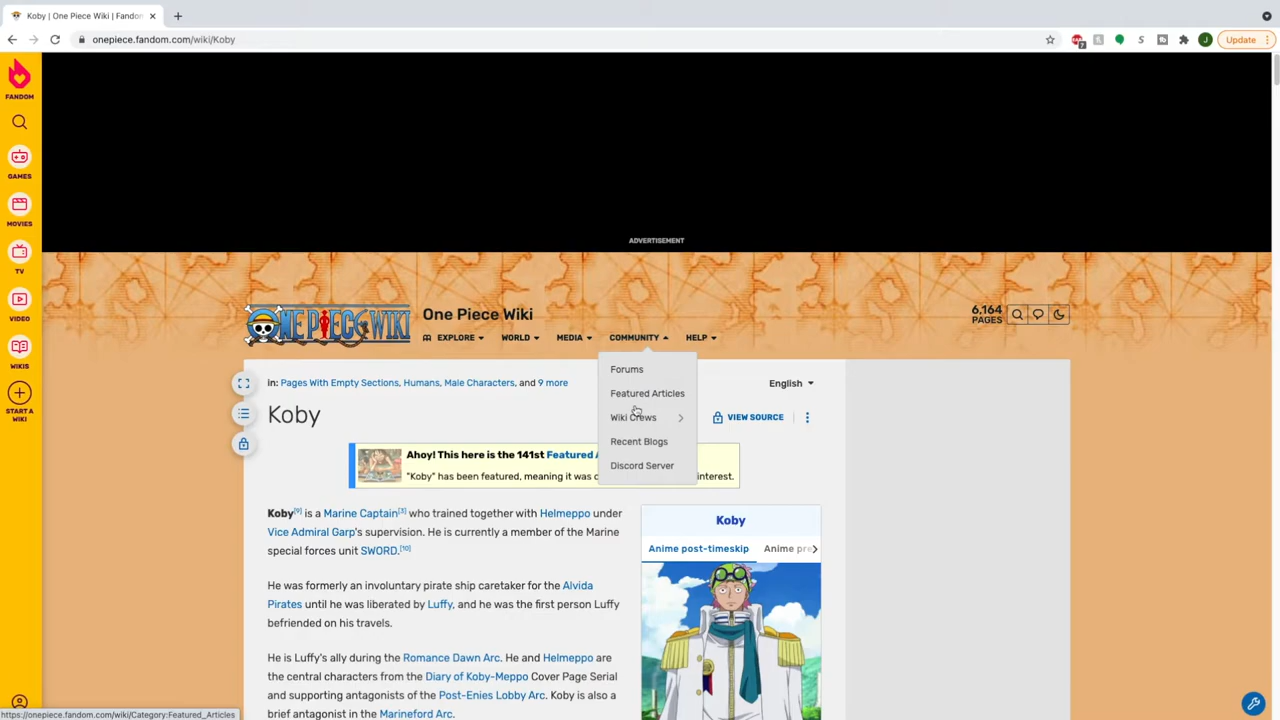 Koby | One Piece Wiki | Fandom
onepiece.fandom.com/wiki/Koby
7
S
J
Update
FANDOM
GAMES
MOVIES
TV
VIDEO
WIKIS
START A
WIKI
ADVERTISEMENT
ONE PIECE WIKI
One Piece Wiki
EXPLORE
WORLD
MEDIA
COMMUNITY
HELP
6,164
PAGES
Forums
Featured Articles
Wiki Crews
Recent Blogs
Discord Server
in: Pages With Empty Sections, Humans, Male Characters, and 9 more
English
Koby
VIEW SOURCE
Ahoy! This here is the 141st Featured A
"Koby" has been featured, meaning it was c interest.
Koby[9] is a Marine Captain[3] who trained together with Helmeppo under
Vice Admiral Garp's supervision. He is currently a member of the Marine
special forces unit SWORD.[10]
He was formerly an involuntary pirate ship caretaker for the Alvida
Pirates until he was liberated by Luffy, and he was the first person Luffy
befriended on his travels.
He is Luffy's ally during the Romance Dawn Arc. He and Helmeppo are
the central characters from the Diary of Koby-Meppo Cover Page Serial
and supporting antagonists of the Post-Enies Lobby Arc. Koby is also a
brief antagonist in the Marineford Arc.
Koby
Anime post-timeskip
Anime pre
https://onepiece.fandom.com/wiki/Category:Featured_Articles